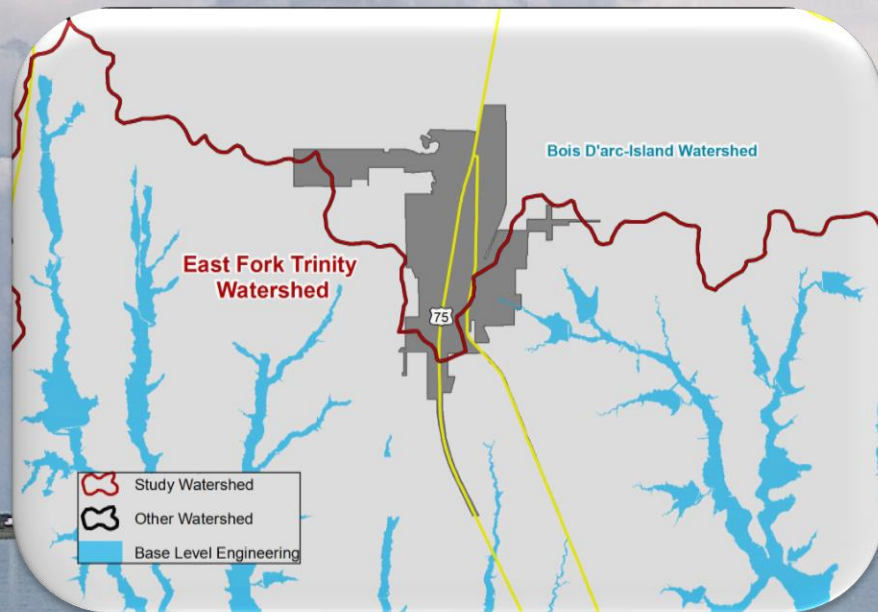 Bois D'arc-Island Watershed
East Fork Trinity
Watershed
75
Study Watershed
Other Watershed
Base Level Engineering